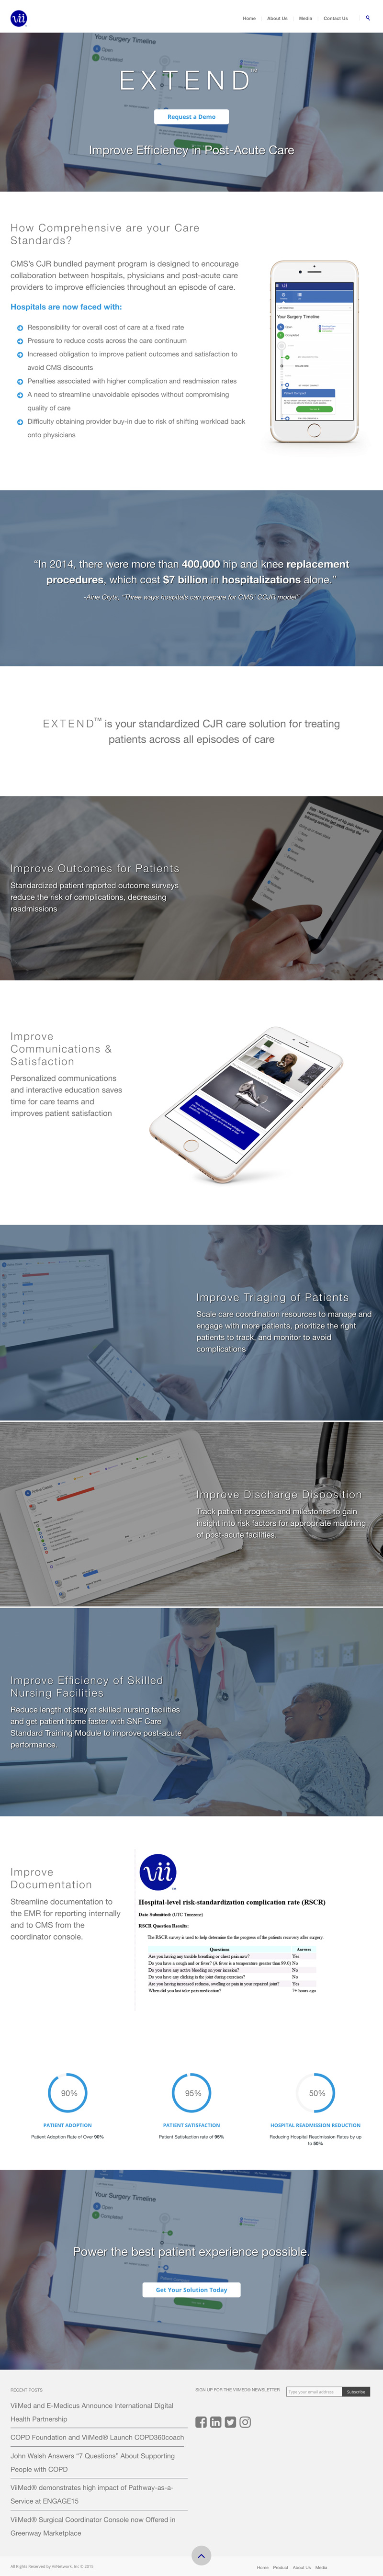 vii
Home
About Us
Media
Contact Us
EXTEND™
Request a Demo
Improve Efficiency in Post-Acute Care
How Comprehensive are your Care
Standards?
CMS's CJR bundled payment program is designed to encourage
collaboration between hospitals, physicians and post-acute care
providers to improve efficiencies throughout an episode of care.
Hospitals are now faced with:
Responsibility for overall cost of care at a fixed rate
Pressure to reduce costs across the care continuum
Increased obligation to improve patient outcomes and satisfaction to
avoid CMS discounts
Penalties associated with higher complication and readmission rates
A need to streamline unavoidable episodes without compromising
quality of care
Difficulty obtaining provider buy-in due to risk of shifting workload back
onto physicians
Your Surgery Timeline
Open
Completed
“In 2014, there were more than 400,000 hip and knee replacement
procedures, which cost $7 billion in hospitalizations alone.”
-Aine Cryts, “Three ways hospitals can prepare for CMS’ CCJR model”
EXTEND™ is your standardized CJR care solution for treating
patients across all episodes of care
Improve Outcomes for Patients
Standardized patient reported outcome surveys
reduce the risk of complications, decreasing
readmissions
Improve
Communications &
Satisfaction
Personalized communications
and interactive education saves
time for care teams and
improves patient satisfaction
Improve Triaging of Patients
Scale care coordination resources to manage and
engage with more patients, prioritize the right
patients to track, and monitor to avoid
complications
Improve Discharge Disposition
Track patient progress and milestones to gain
insight into risk factors for appropriate matching
of post-acute facilities.
Improve Efficiency of Skilled
Nursing Facilities
Reduce length of stay at skilled nursing facilities
and get patient home faster with SNF Care
Standard Training Module to improve post-acute
performance.
Improve
Documentation
Streamline documentation to
the EMR for reporting internally
and to CMS from the
coordinator console.
vii™
Hospital-level risk-standardization complication rate (RSCR)
Date Submitted: (UTC Timezone)
RSCR Question Results:
The RSCR survey is used to help determine the the progress of the patients recovery after surgery.
Questions Answers
Are you having any trouble breathing or chest pain now? Yes
Do you have a cough and or fever? (A fever is a temperature greater than 99.0) No
Do you have any active bleeding on your incision? No
Do you have any clicking in the joint during exercises? No
Are you having increased redness, swelling or pain in your repaired joint? Yes
When did you last take pain medication? 7+ hours ago
90%
95%
50%
PATIENT ADOPTION
PATIENT SATISFACTION
HOSPITAL READMISSION REDUCTION
Patient Adoption Rate of Over 90%
Patient Satisfaction rate of 95%
Reducing Hospital Readmission Rates by up
to 50%
Power the best patient experience possible.
Get Your Solution Today
RECENT POSTS
ViiMed and E-Medicus Announce International Digital
Health Partnership
COPD Foundation and ViiMed® Launch COPD360coach
John Walsh Answers “7 Questions” About Supporting
People with COPD
ViiMed® demonstrates high impact of Pathway-as-a-
Service at ENGAGE15
ViiMed® Surgical Coordinator Console now Offered in
Greenway Marketplace
SIGN UP FOR THE VIIMED® NEWSLETTER
Type your email address
Subscribe
All Rights Reserved by ViiNetwork, Inc © 2015
Home
Product
About Us
Media